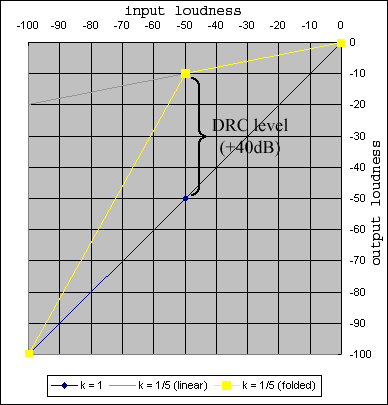 input loudness
-100 -90 -80 -70 -60 -50 -40 -30 -20 -10 0
0
-10
-20
DRC level
-30
(+40dB)
-40
-50
-60
-70
-80
-90
-100
output loudness
k = 1 k = 1/5 (linear) k = 1/5 (folded)